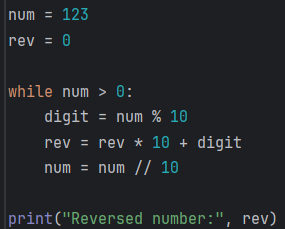 num = 123
rev = 0
while num > 0:
    digit = num % 10
    rev = rev * 10 + digit
    num = num // 10
print("Reversed number:", rev)